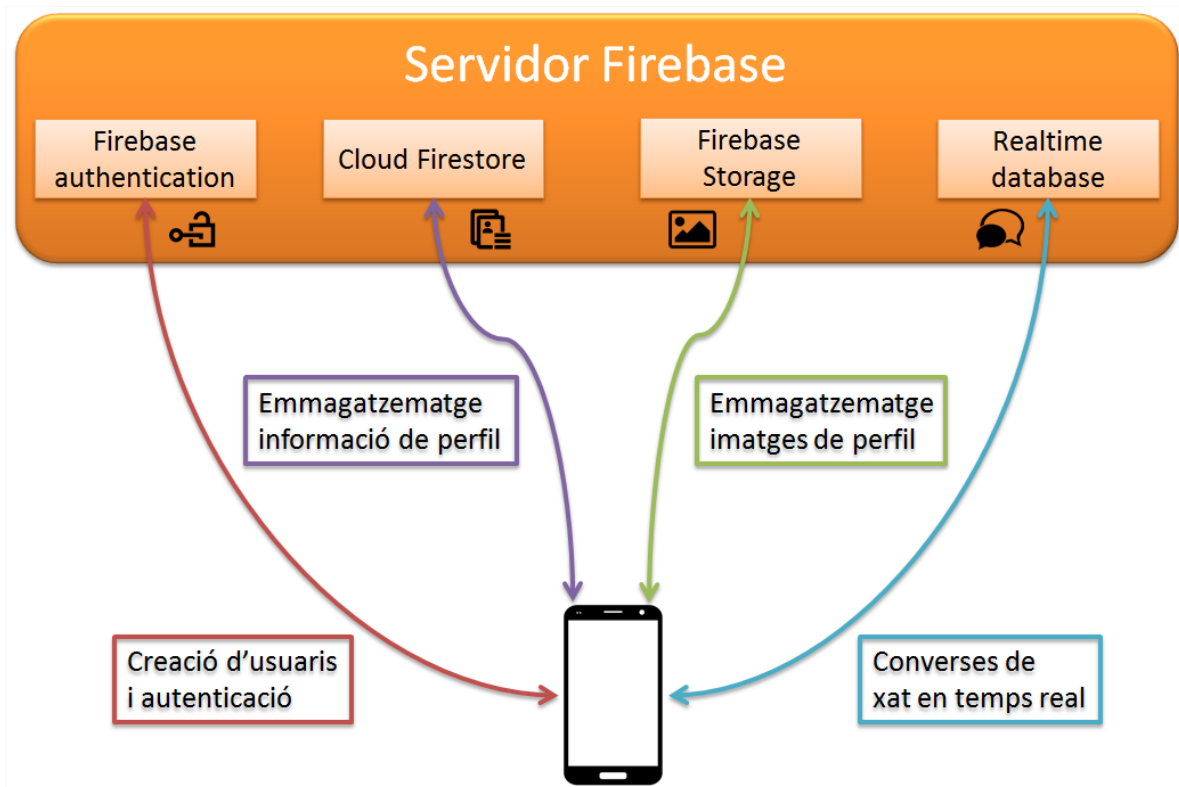 Servidor Firebase
Firebase
authentication
Cloud Firestore
Firebase
Storage
Realtime
database
Emmagatzematge
informació de perfil
Emmagatzematge
imatges de perfil
Creació d'usuaris
i autenticació
Converses de
xat en temps real